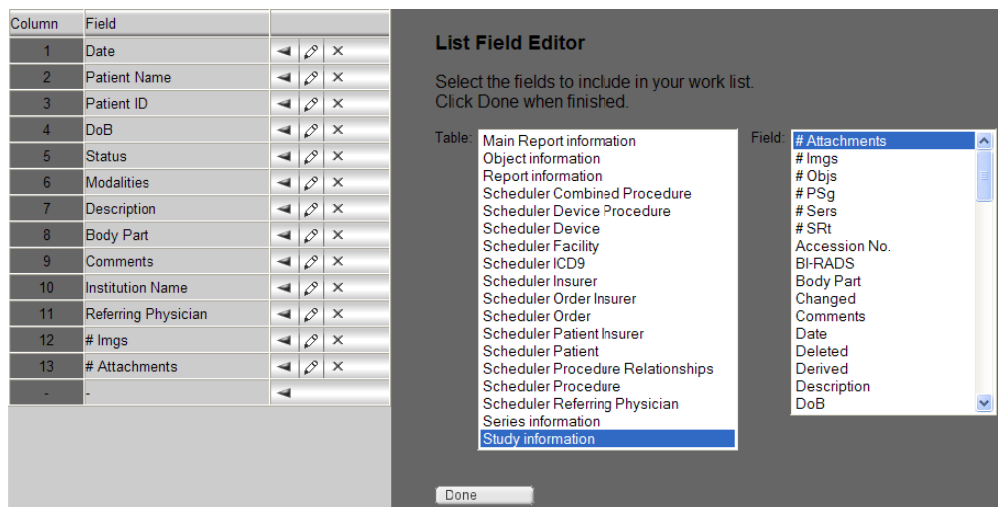 Column Field
1 Date
2 Patient Name
3 Patient ID
4 DoB
5 Status
6 Modalities
7 Description
8 Body Part
9 Comments
10 Institution Name
11 Referring Physician
12 # Imgs
13 # Attachments
- -
List Field Editor
Select the fields to include in your work list.
Click Done when finished.
Table:
Main Report information
Object information
Report information
Scheduler Combined Procedure
Scheduler Device Procedure
Scheduler Device
Scheduler Facility
Scheduler ICD9
Scheduler Insurer
Scheduler Order Insurer
Scheduler Order
Scheduler Patient Insurer
Scheduler Patient
Scheduler Procedure Relationships
Scheduler Procedure
Scheduler Referring Physician
Series information
Study information
Field:
# Attachments
# Imgs
# Objs
# PSg
# Sers
# SRt
Accession No.
BI-RADS
Body Part
Changed
Comments
Date
Deleted
Derived
Description
DoB
Done